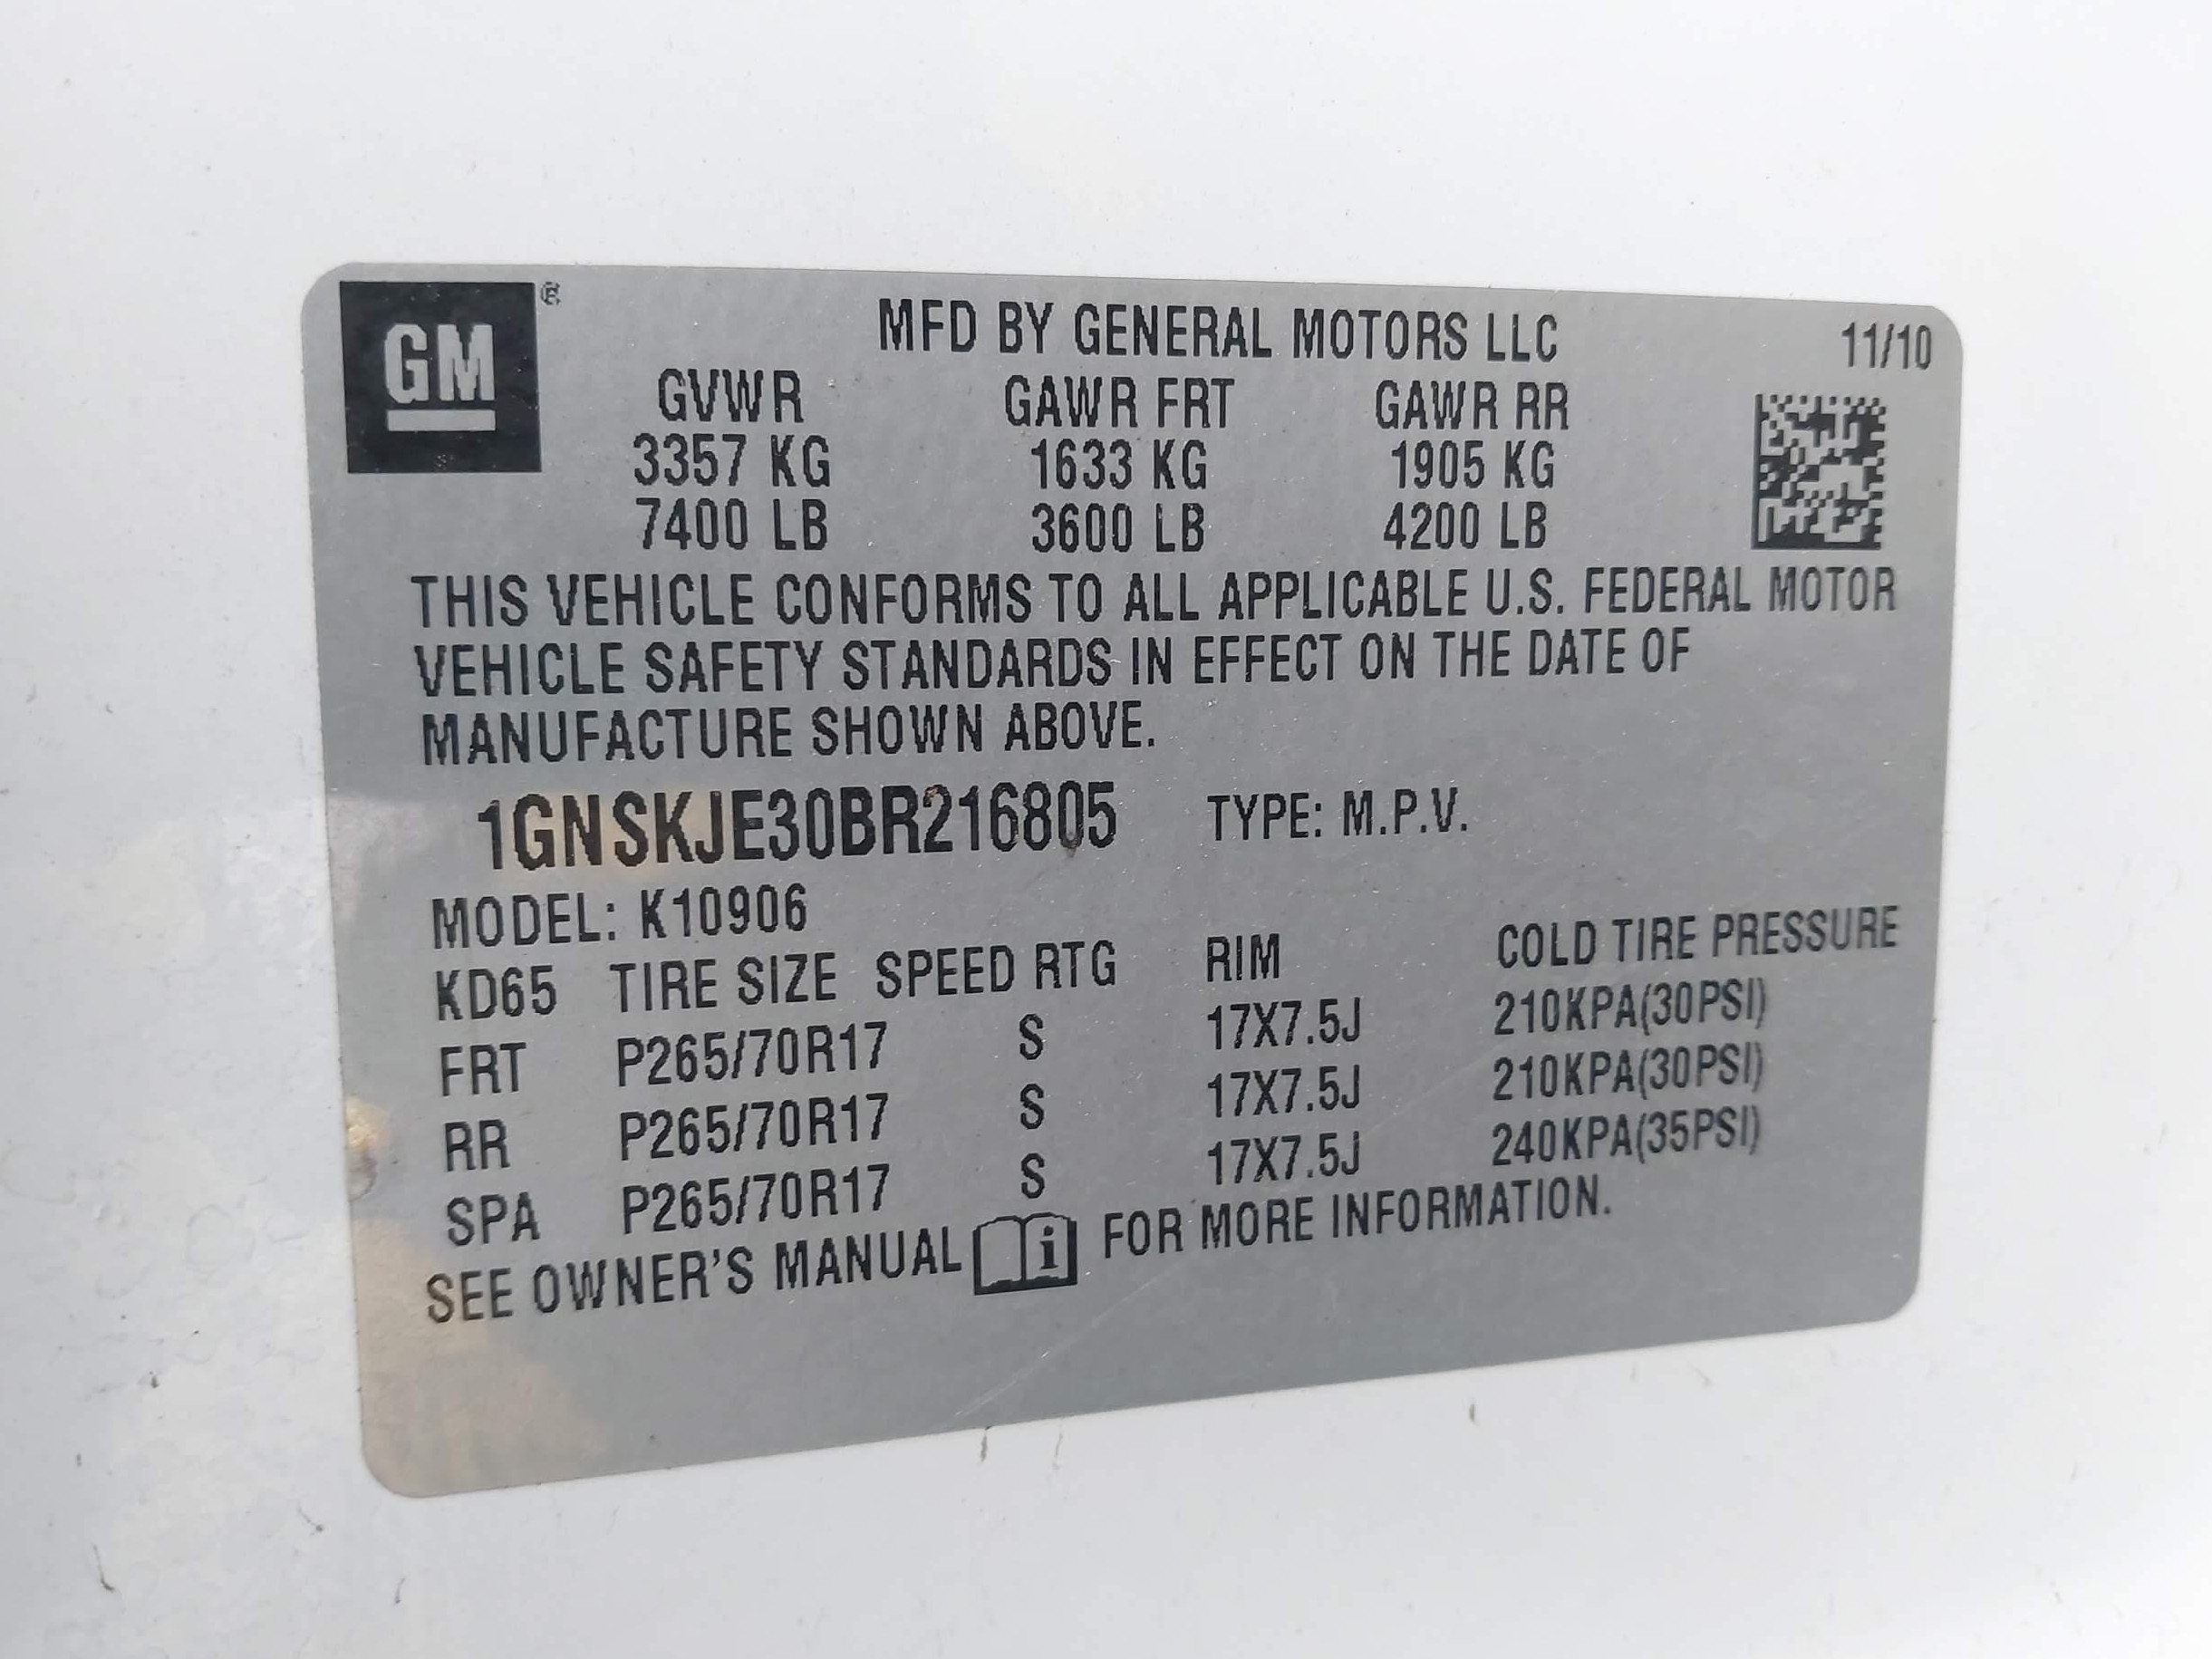 GM ®
MFD BY GENERAL MOTORS LLC 11/10
GVWR GAWR FRT GAWR RR
3357 KG 1633 KG 1905 KG
7400 LB 3600 LB 4200 LB
THIS VEHICLE CONFORMS TO ALL APPLICABLE U.S. FEDERAL MOTOR
VEHICLE SAFETY STANDARDS IN EFFECT ON THE DATE OF
MANUFACTURE SHOWN ABOVE.
1GNSKJE30BR216805 TYPE: M.P.V.
MODEL: K10906
KD65 TIRE SIZE SPEED RTG RIM COLD TIRE PRESSURE
FRT P265/70R17 S 17X7.5J 210KPA(30PSI)
RR P265/70R17 S 17X7.5J 210KPA(30PSI)
SPA P265/70R17 S 17X7.5J 240KPA(35PSI)
SEE OWNER'S MANUAL i FOR MORE INFORMATION.